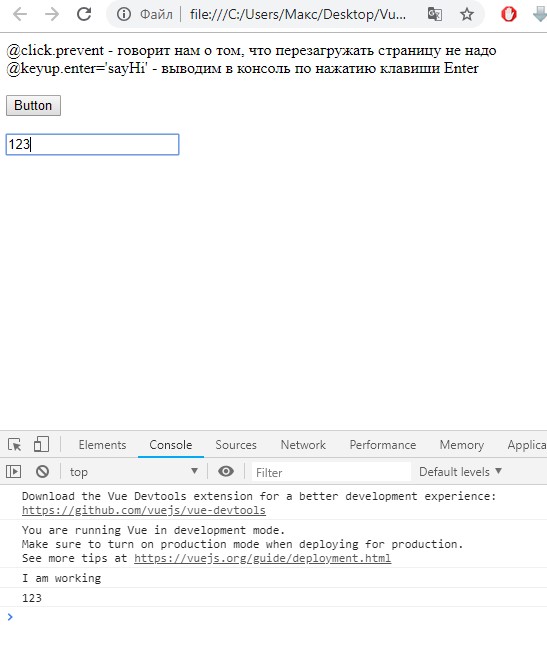 Файл | file:///C:/Users/Макс/Desktop/Vu...
@click.prevent - говорит нам о том, что перезагружать страницу не надо
@keyup.enter='sayHi' - выводим в консоль по нажатию клавиши Enter
Button
123
Elements Console Sources Network Performance Memory Applica
top ▼ Filter Default levels ▼
Download the Vue Devtools extension for a better development experience:
https://github.com/vuejs/vue-devtools
You are running Vue in development mode.
Make sure to turn on production mode when deploying for production.
See more tips at https://vuejs.org/guide/deployment.html
I am working
123
>